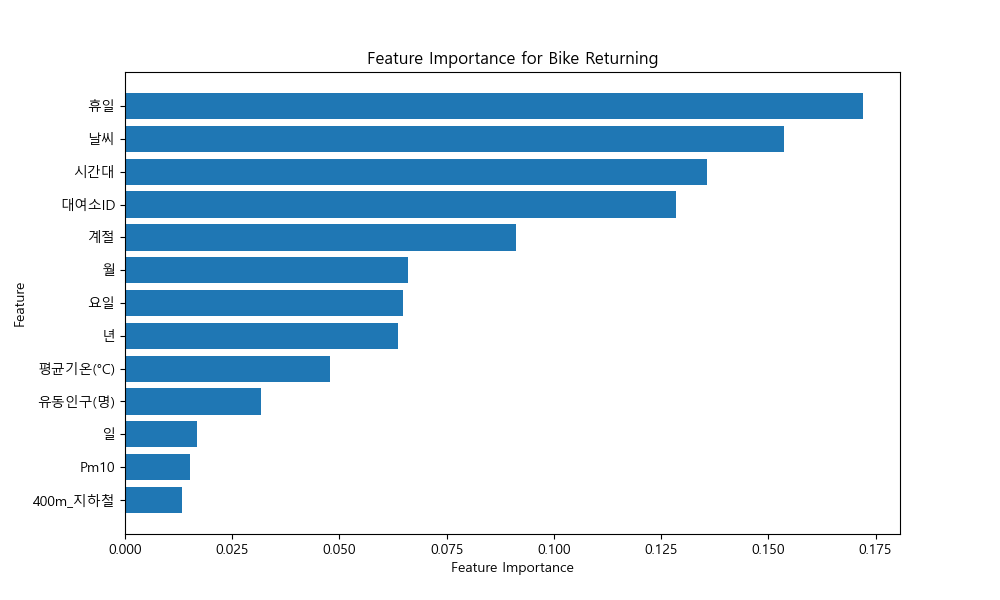 Feature Importance for Bike Returning
휴일
날씨
시간대
대여소ID
계절
월
요일
년
평균기온(°C)
유동인구(명)
일
Pm10
400m_지하철
Feature
0.000 0.025 0.050 0.075 0.100 0.125 0.150 0.175
Feature Importance